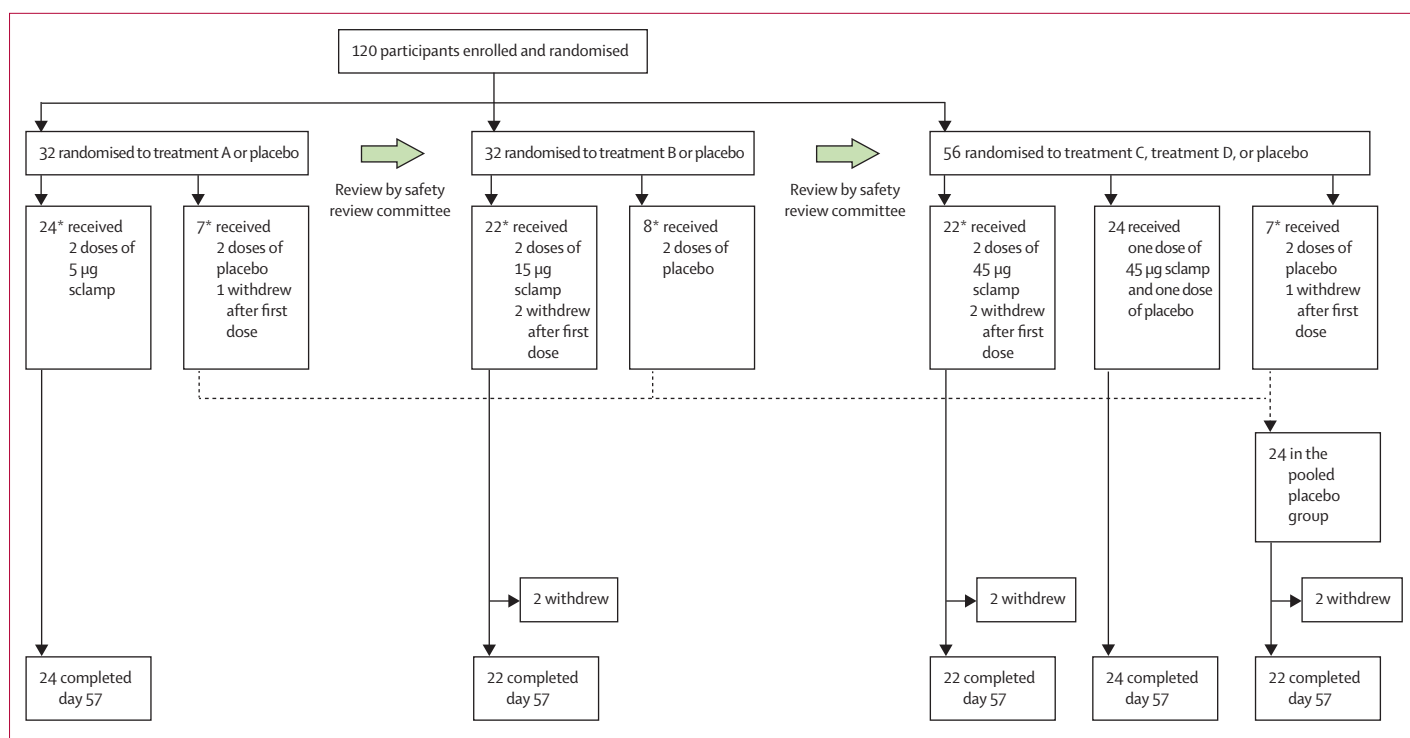 120 participants enrolled and randomised
32 randomised to treatment A or placebo
Review by safety
review committee
32 randomised to treatment B or placebo
Review by safety
review committee
56 randomised to treatment C, treatment D, or placebo
24* received
2 doses of
5 µg
sclamp
7* received
2 doses of
placebo
1 withdrew
after first
dose
22* received
2 doses of
15 µg
sclamp
2 withdrew
after first
dose
8* received
2 doses of
placebo
22* received
2 doses of
45 µg
sclamp
2 withdrew
after first
dose
24 received
one dose of
45 µg sclamp
and one dose
of placebo
7* received
2 doses of
placebo
1 withdrew
after first
dose
24 in the
pooled
placebo
group
2 withdrew
2 withdrew
2 withdrew
24 completed
day 57
22 completed
day 57
22 completed
day 57
24 completed
day 57
22 completed
day 57